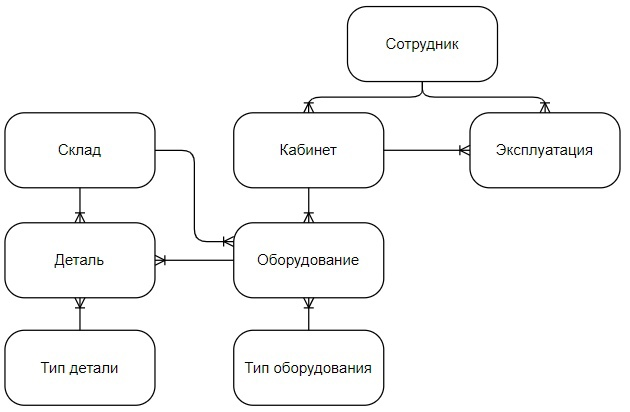 Сотрудник
Склад
Кабинет
Эксплуатация
Деталь
Оборудование
Тип детали
Тип оборудования